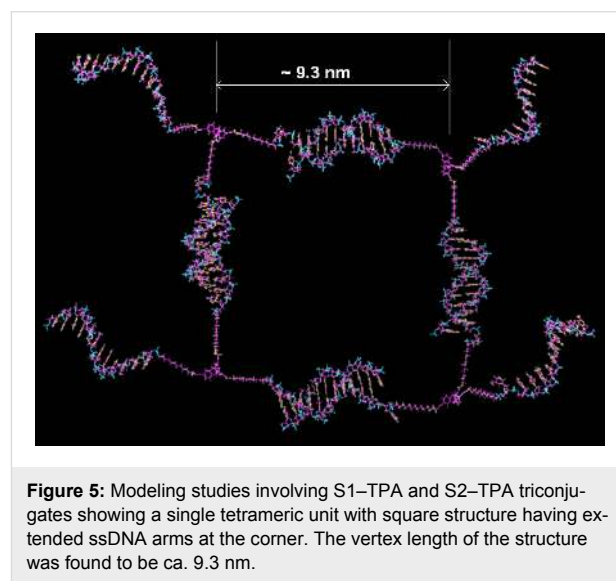 ~ 9.3 nm
Figure 5: Modeling studies involving S1–TPA and S2–TPA triconju-
gates showing a single tetrameric unit with square structure having ex-
tended ssDNA arms at the corner. The vertex length of the structure
was found to be ca. 9.3 nm.